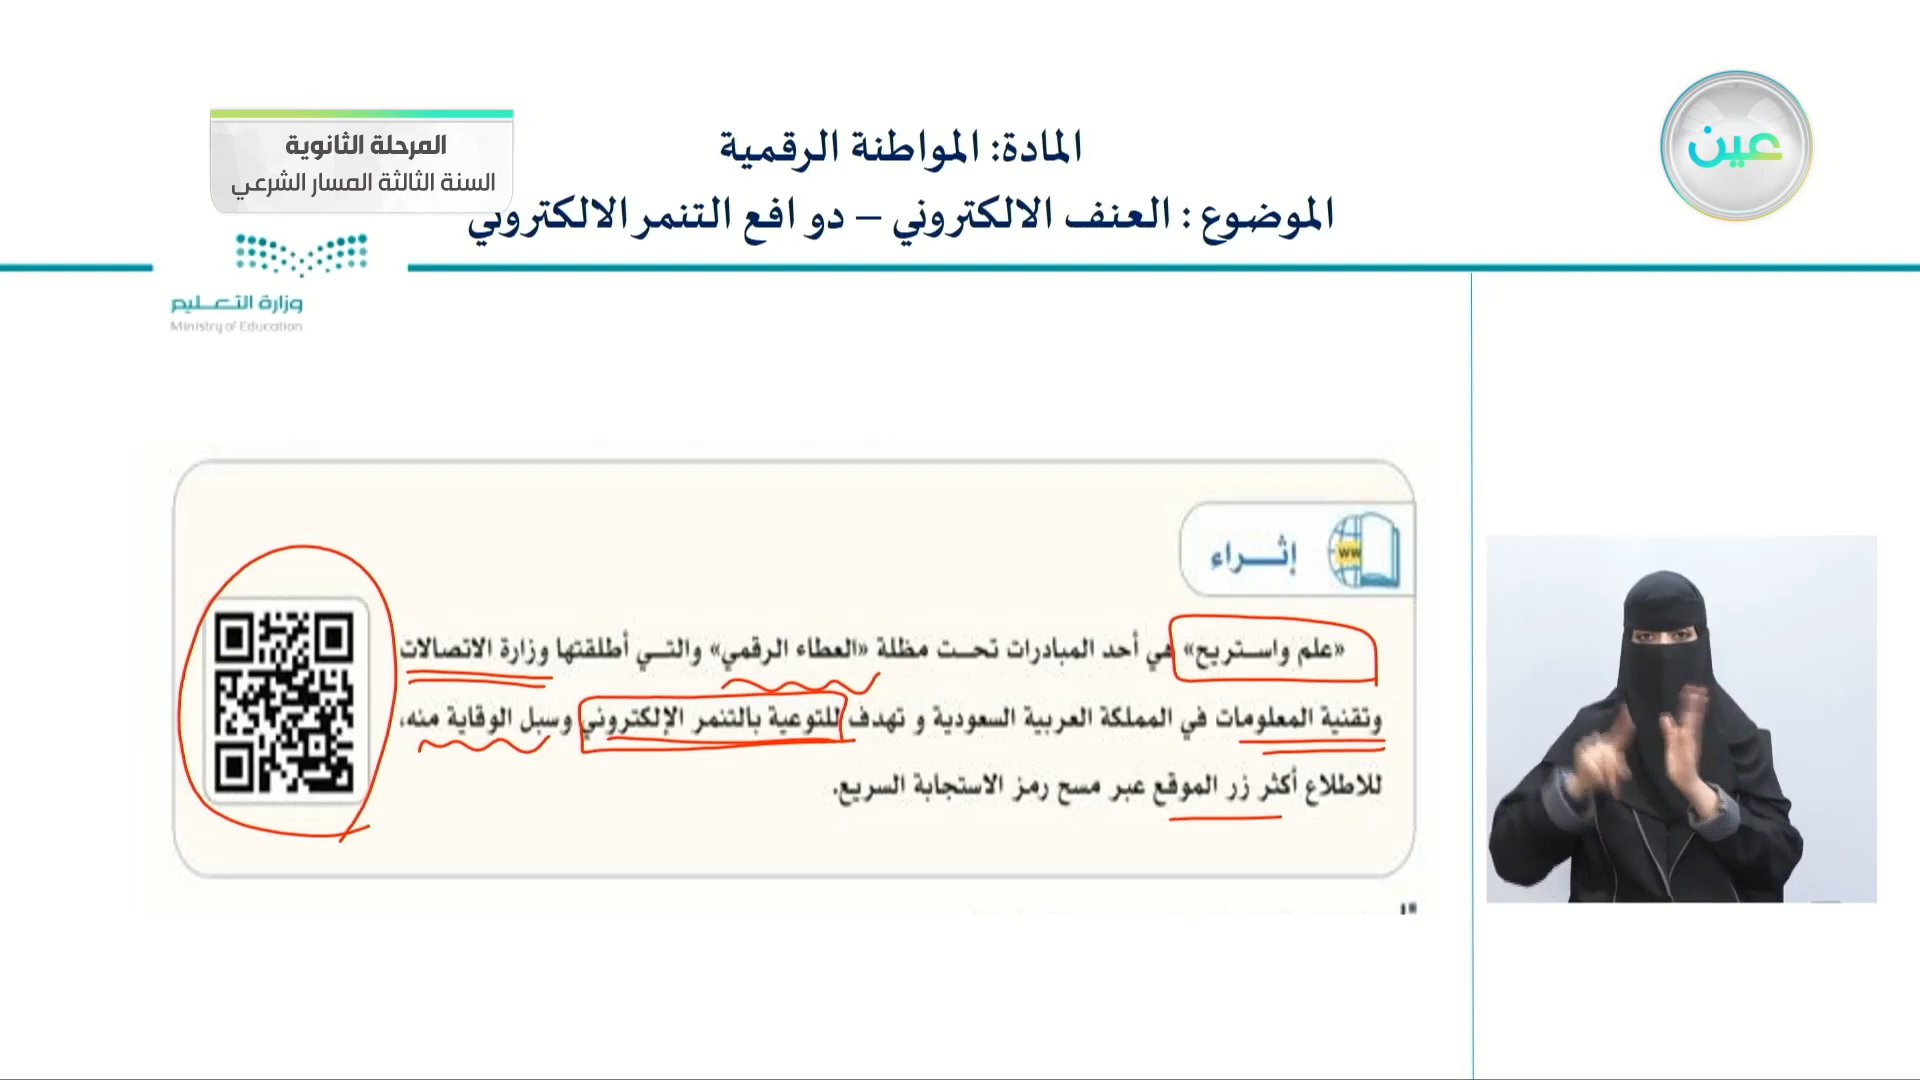 المادة: المواطنة الرقمية
الموضوع : العنف الالكتروني – دوافع التنمر الالكتروني
المرحلة الثانوية
السنة الثالثة المسار الشرعي
عين
وزارة التعليم
Ministry of Education
إثراء
WW
«علم واستريح» هي أحد المبادرات تحت مظلة «العطاء الرقمي» والتي أطلقتها وزارة الاتصالات
وتقنية المعلومات في المملكة العربية السعودية و تهدف للتوعية بالتنمر الإلكتروني وسبل الوقاية منه،
للاطلاع أكثر زر الموقع عبر مسح رمز الاستجابة السريع.